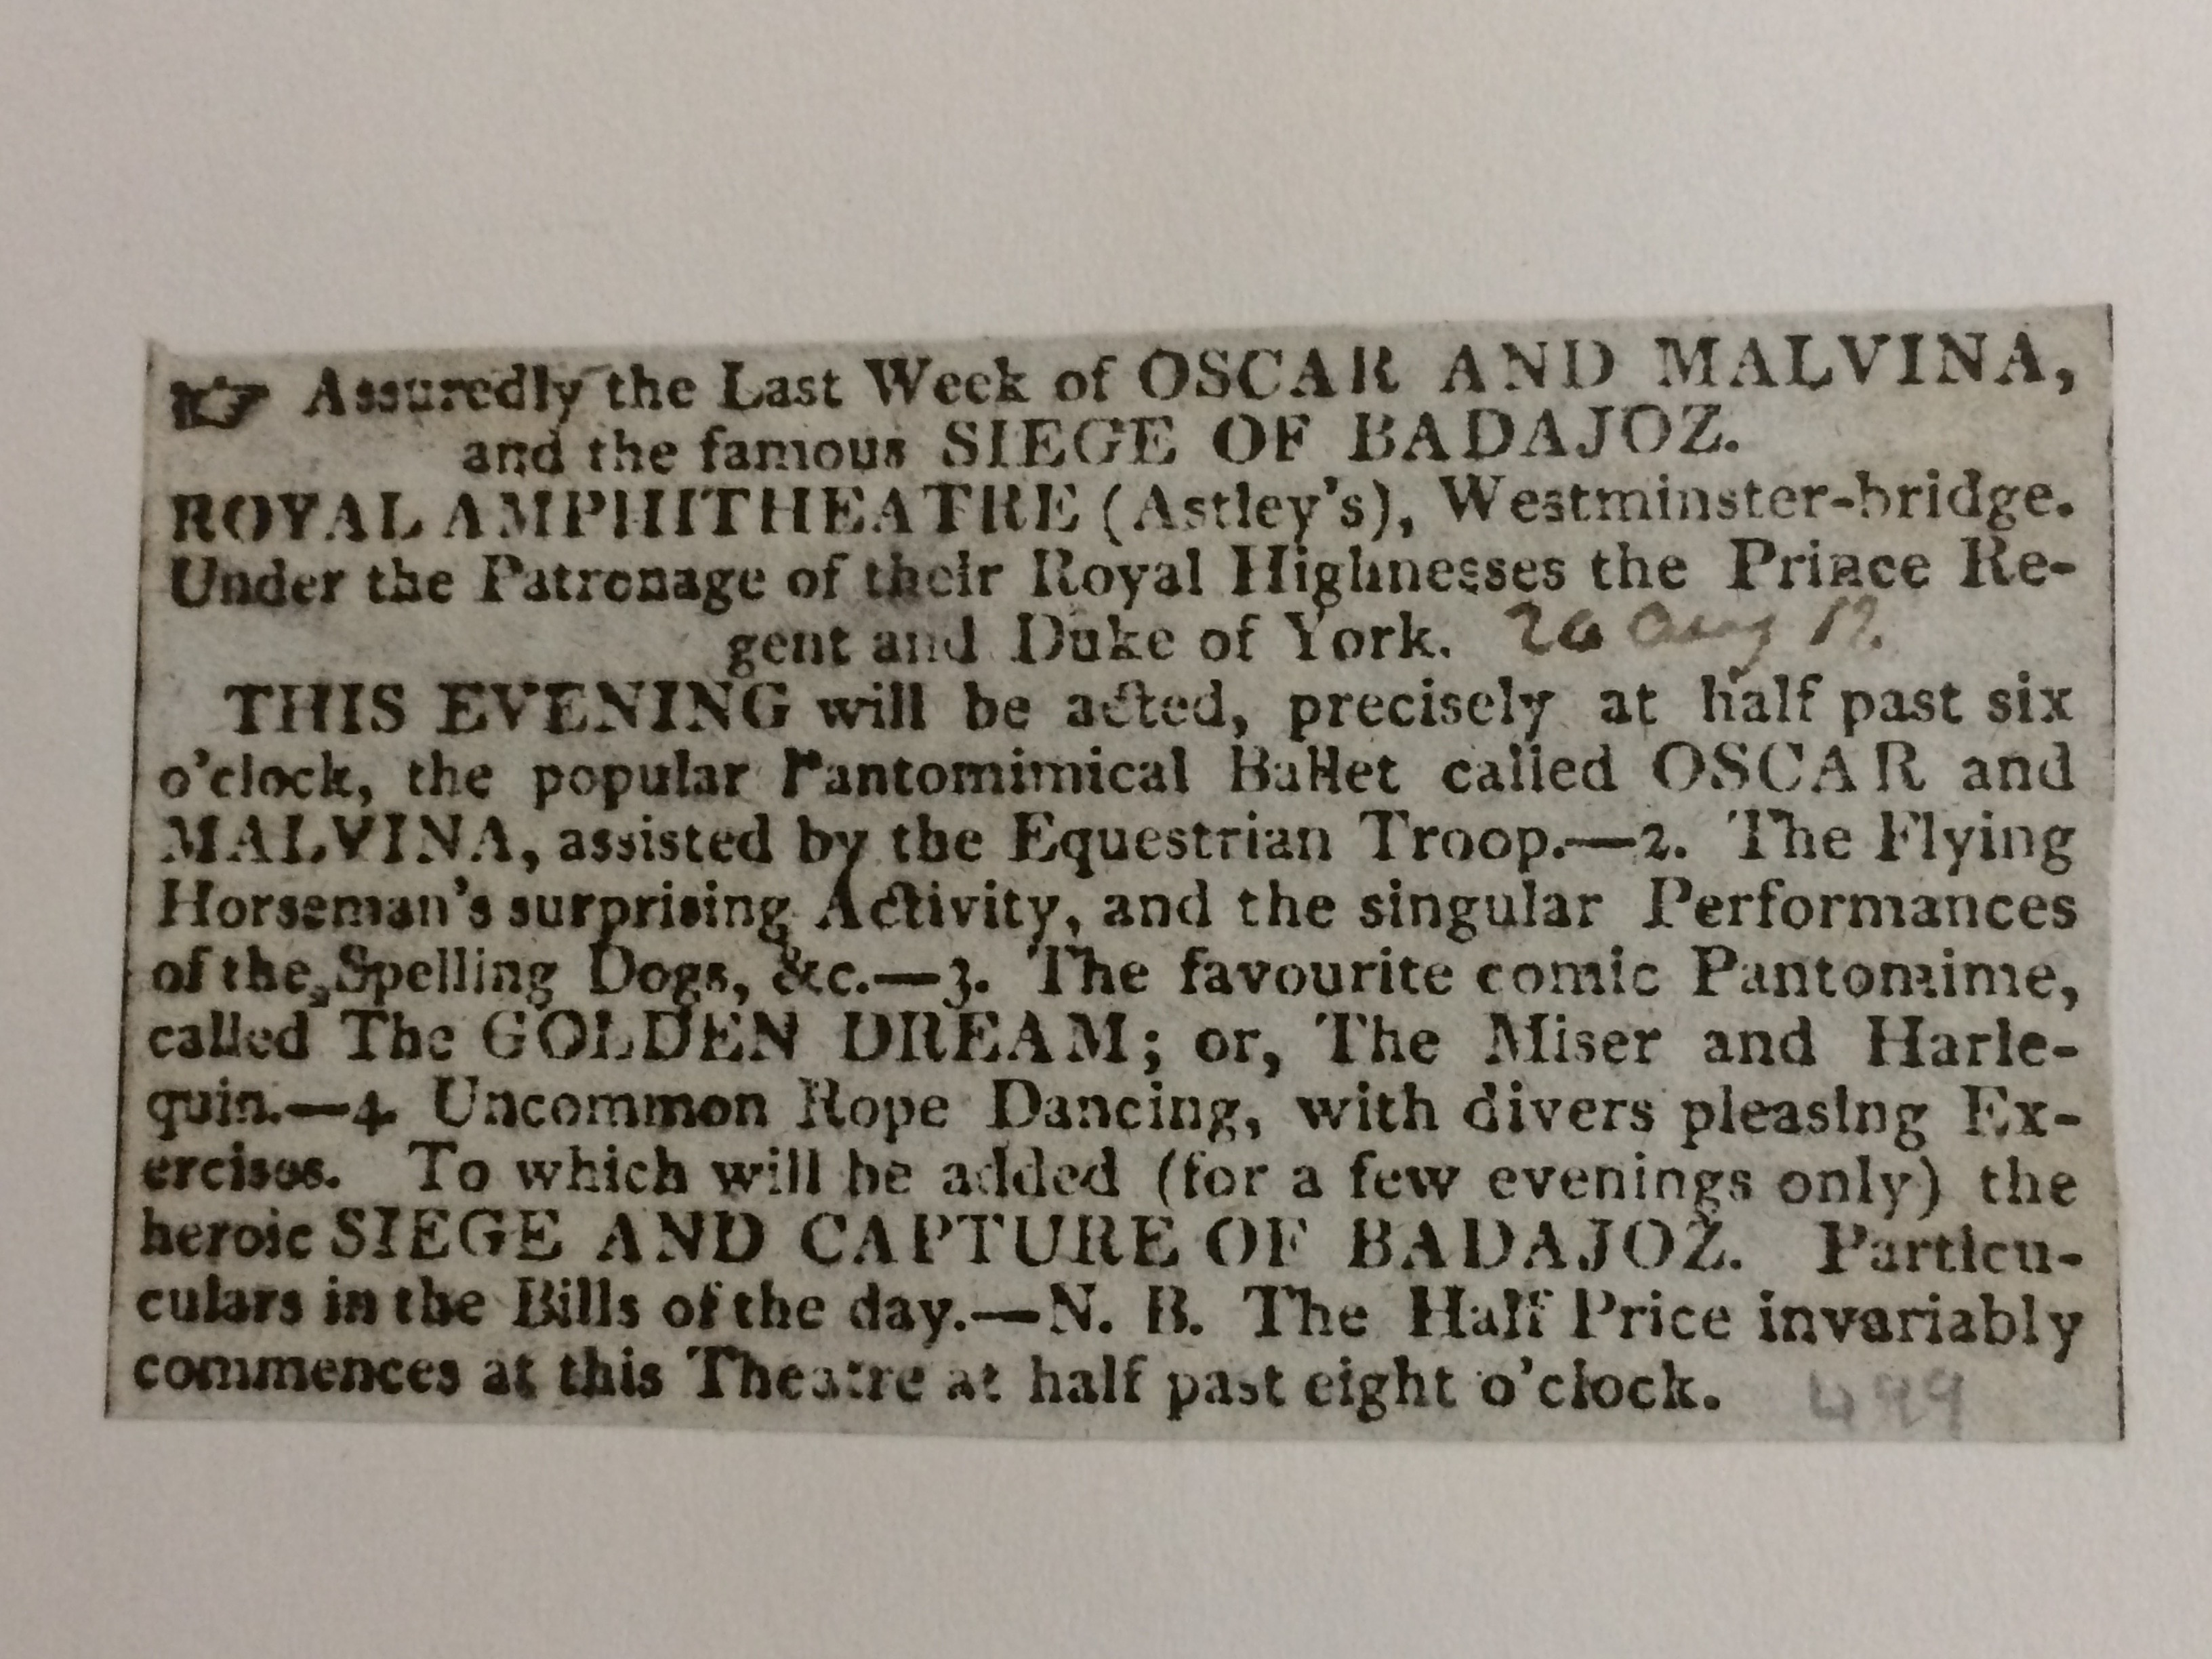 ☞ Assuredly the Last Week of OSCAR AND MALVINA,
and the famous SIEGE OF BADAJOZ.
ROYAL AMPHITHEATRE (Astley's), Westminster-bridge.
Under the Patronage of their Royal Highnesses the Prince Re-
gent and Duke of York. Aug 12.
THIS EVENING will be acted, precisely at half past six
o'clock, the popular Pantomimical Ballet called OSCAR and
MALVINA, assisted by the Equestrian Troop.—2. The Flying
Horseman's surprising Activity, and the singular Performances
of the Spelling Dogs, &c.—3. The favourite comic Pantomime,
called The GOLDEN DREAM; or, The Miser and Harle-
quin.—4. Uncommon Rope Dancing, with divers pleasing Ex-
ercises. To which will be added (for a few evenings only) the
heroic SIEGE AND CAPTURE OF BADAJOZ. Particu-
culars in the Bills of the day.—N. B. The Half Price invariably
commences at this Theatre at half past eight o'clock. 499